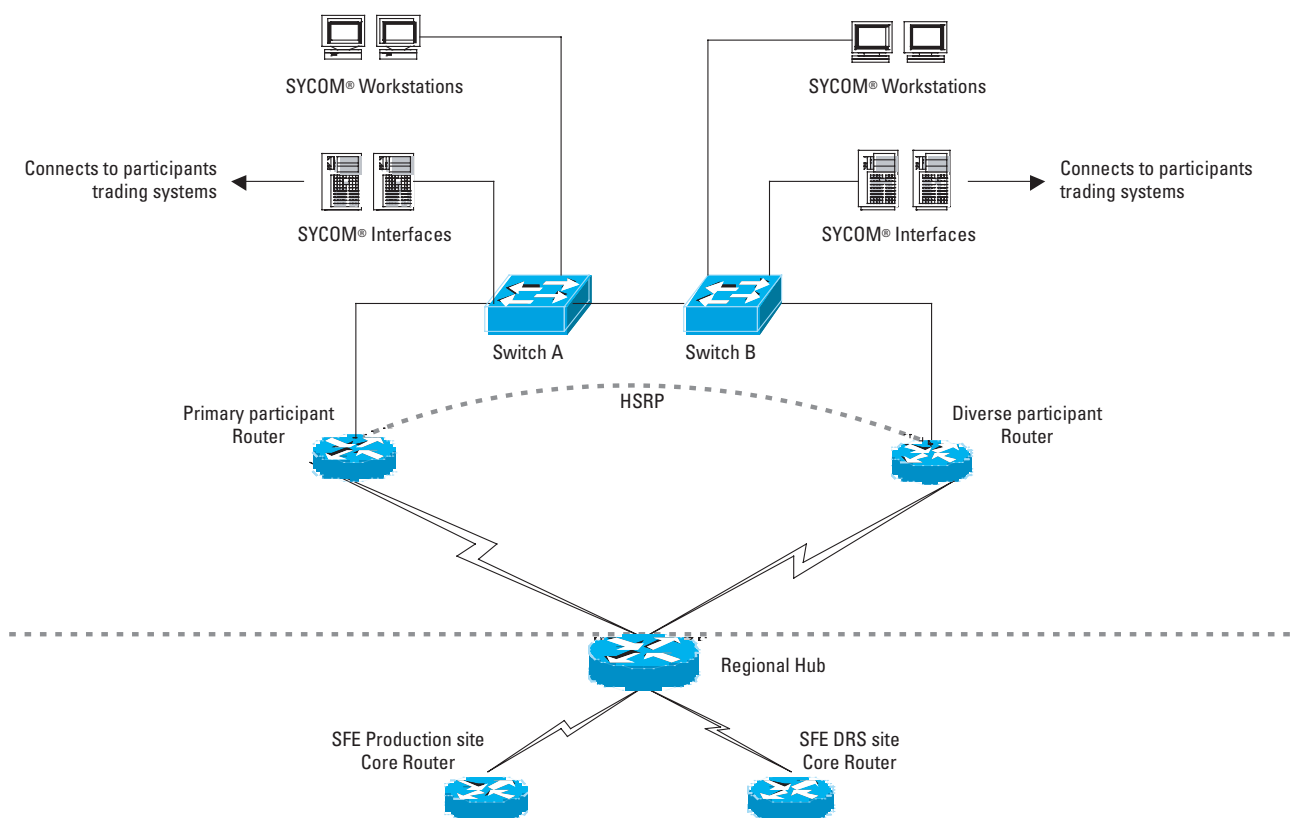 SYCOM® Workstations
SYCOM® Workstations
Connects to participants
trading systems
Connects to participants
trading systems
SYCOM® Interfaces
SYCOM® Interfaces
Switch A
Switch B
HSRP
Primary participant
Router
Diverse participant
Router
Regional Hub
SFE Production site
Core Router
SFE DRS site
Core Router